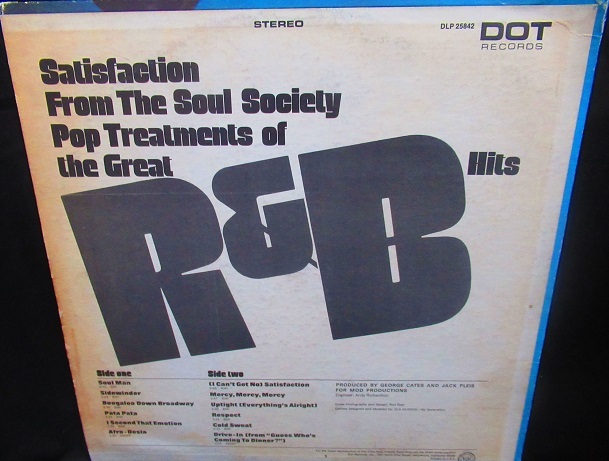 STEREO
DLP 25842
DOT
RECORDS
Satisfaction
From The Soul Society
Pop Treatments of
the Great
R&B
Hits
Side one
Soul Man
Sidewinder
Boogaloo Down Broadway
Pata Pata
I Second That Emotion
Afro-Desia
Side two
(I Can't Get No) Satisfaction
Mercy, Mercy, Mercy
Uptight (Everything's Alright)
Respect
Cold Sweat
Drive-In (from "Guess Who's
Coming To Dinner?")
PRODUCED BY GEORGE CATES AND JACK PLEIS
FOR MOD PRODUCTIONS